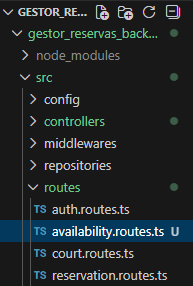 GESTOR_RE...
gestor_reservas_back...
node_modules
src
config
controllers
middlewares
repositories
routes
TS auth.routes.ts
TS availability.routes.ts U
TS court.routes.ts
TS reservation.routes.ts